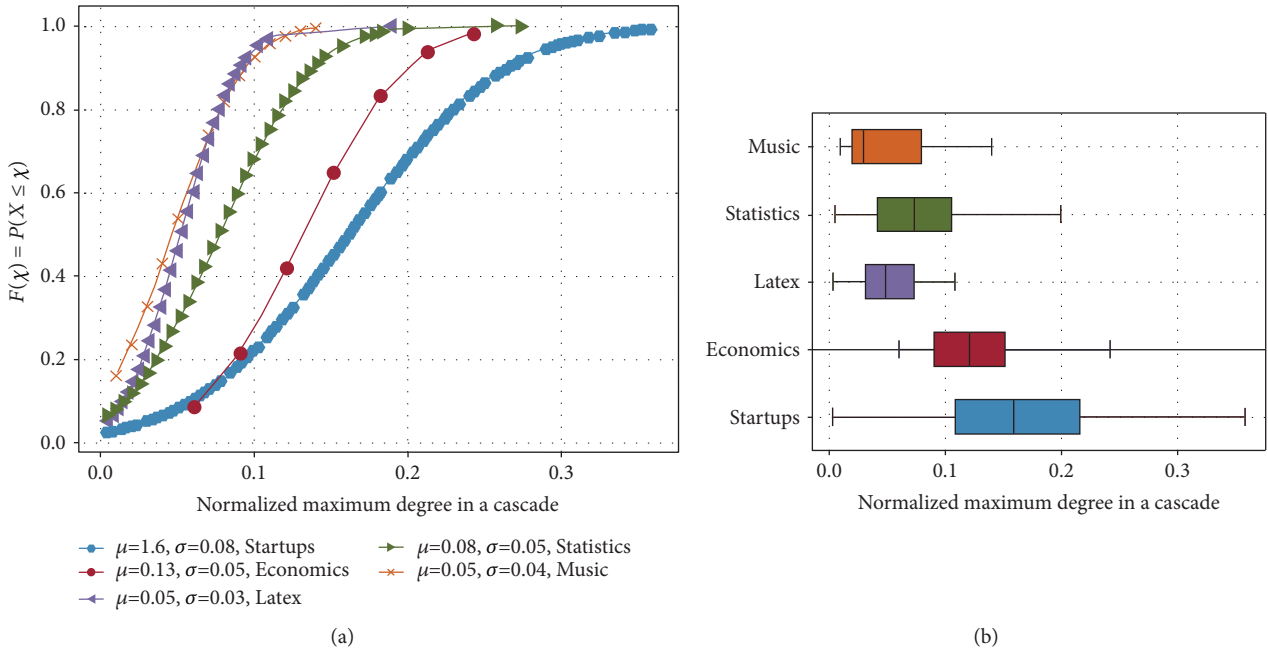 1.0
0.8
0.6
0.4
0.2
0.0
F(χ) = P(X ≤ χ)
0.0 0.1 0.2 0.3
Normalized maximum degree in a cascade
μ=1.6, σ=0.08, Startups
μ=0.13, σ=0.05, Economics
μ=0.05, σ=0.03, Latex
μ=0.08, σ=0.05, Statistics
μ=0.05, σ=0.04, Music
(a)
Music
Statistics
Latex
Economics
Startups
0.0 0.1 0.2 0.3
Normalized maximum degree in a cascade
(b)